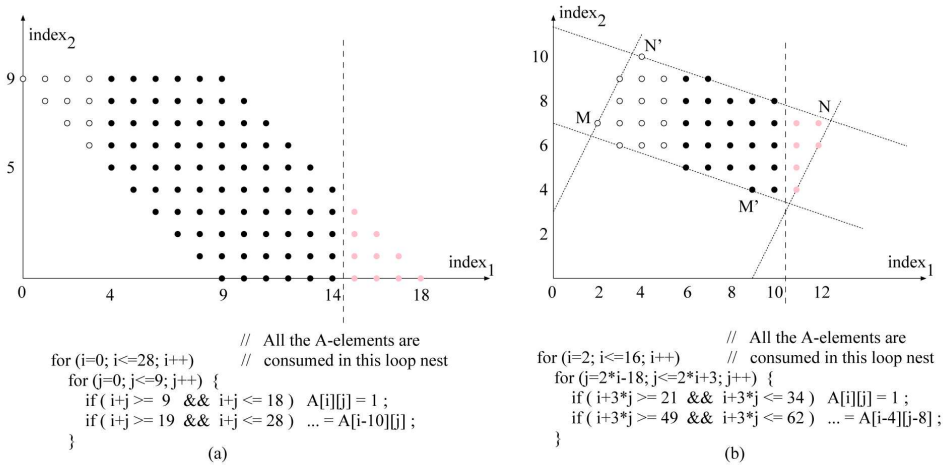 index2
9
5
index1
0
4
9
14
18
// All the A-elements are
for (i=0; i<=28; i++) // consumed in this loop nest
for (j=0; j<=9; j++) {
if ( i+j >= 9 && i+j <= 18 ) A[i][j] = 1 ;
if ( i+j >= 19 && i+j <= 28 ) ... = A[i-10][j] ;
}
(a)
index2
10
N'
8
M
N
6
4
M'
2
index1
0
2
4
6
8
10
12
// All the A-elements are
for (i=2; i<=16; i++) // consumed in this loop nest
for (j=2*i-18; j<=2*i+3; j++) {
if ( i+3*j >= 21 && i+3*j <= 34 ) A[i][j] = 1 ;
if ( i+3*j >= 49 && i+3*j <= 62 ) ... = A[i-4][j-8] ;
}
(b)